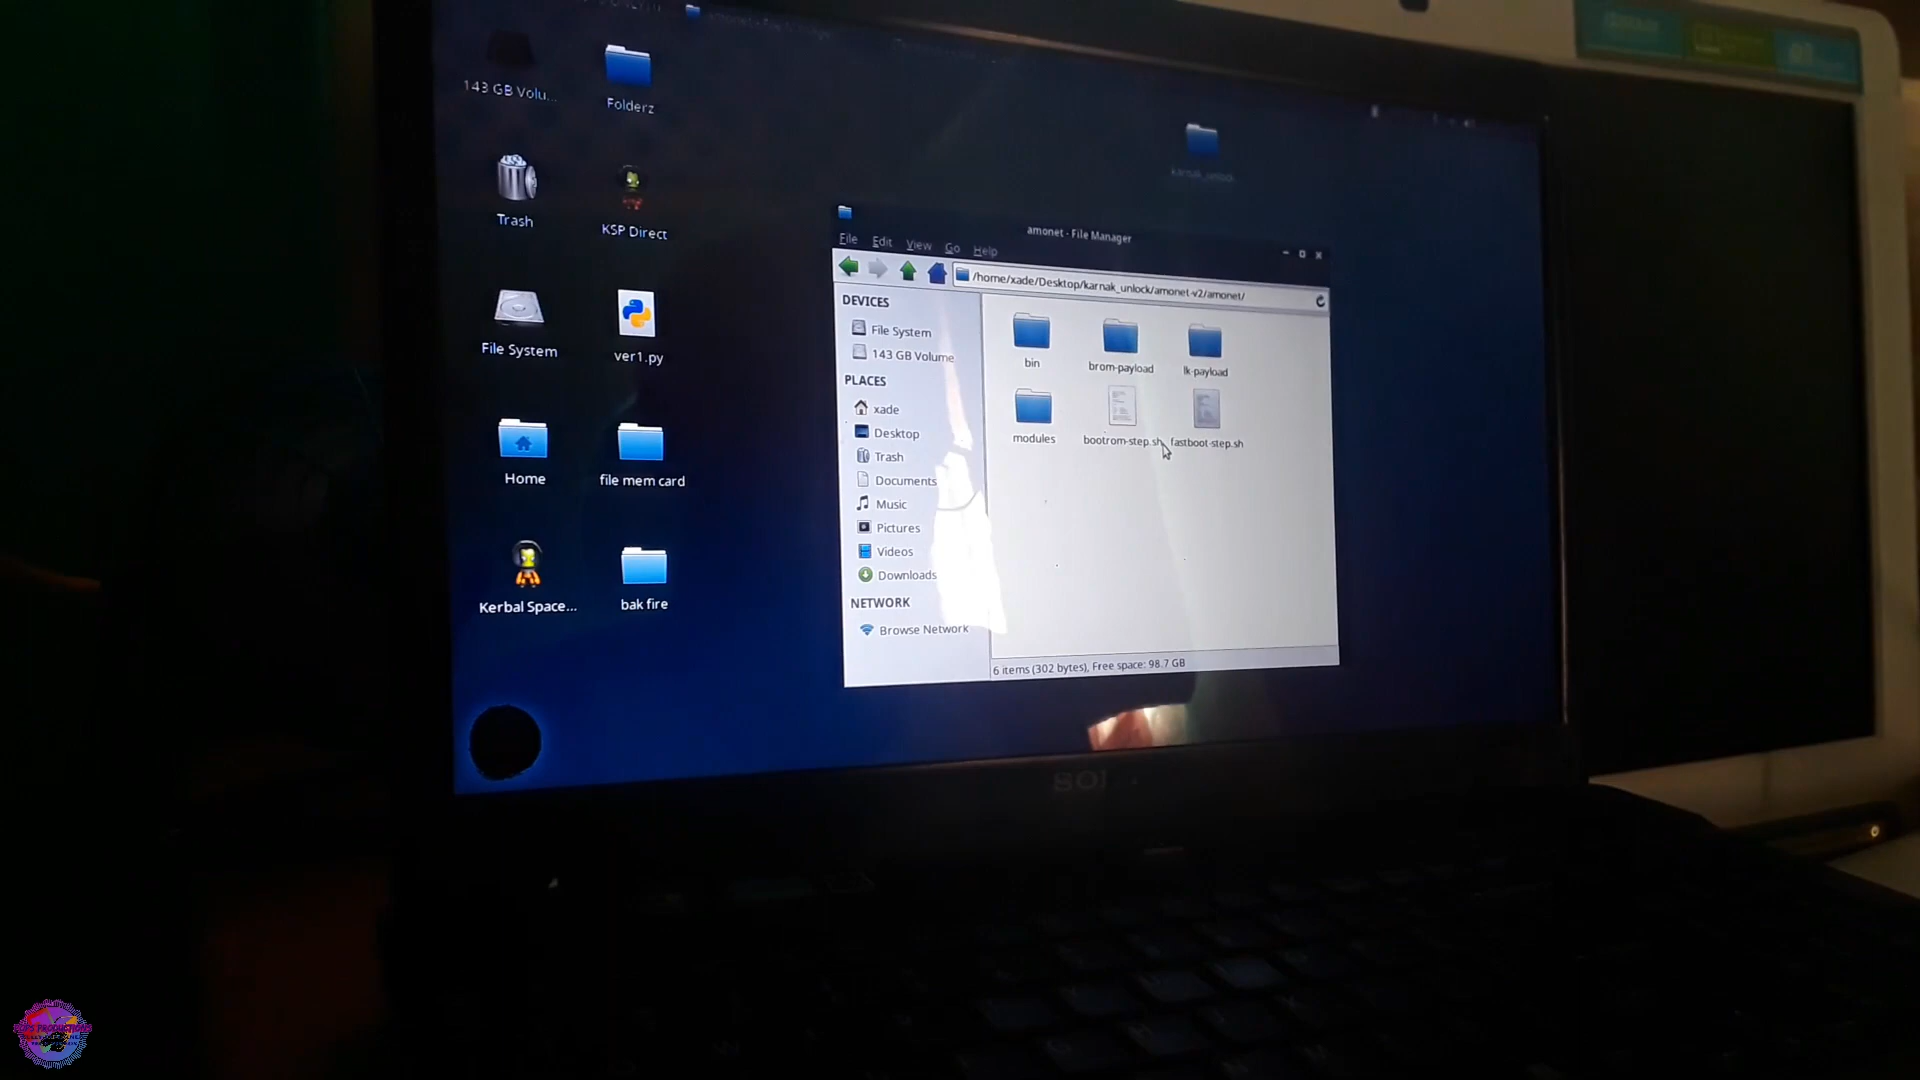 143 GB Volu...
Folderz
Trash
KSP Direct
File System
ver1.py
Home
file mem card
Kerbal Space...
bak fire
karnak_unlock
amonet - File Manager
File Edit View Go Help
/home/xade/Desktop/karnak_unlock/amonet-v2/amonet/
DEVICES
File System
143 GB Volume
PLACES
xade
Desktop
Trash
Documents
Music
Pictures
Videos
Downloads
NETWORK
Browse Network
bin
brom-payload
lk-payload
modules
bootrom-step.sh
fastboot-step.sh
6 items (302 bytes), Free space: 98.7 GB